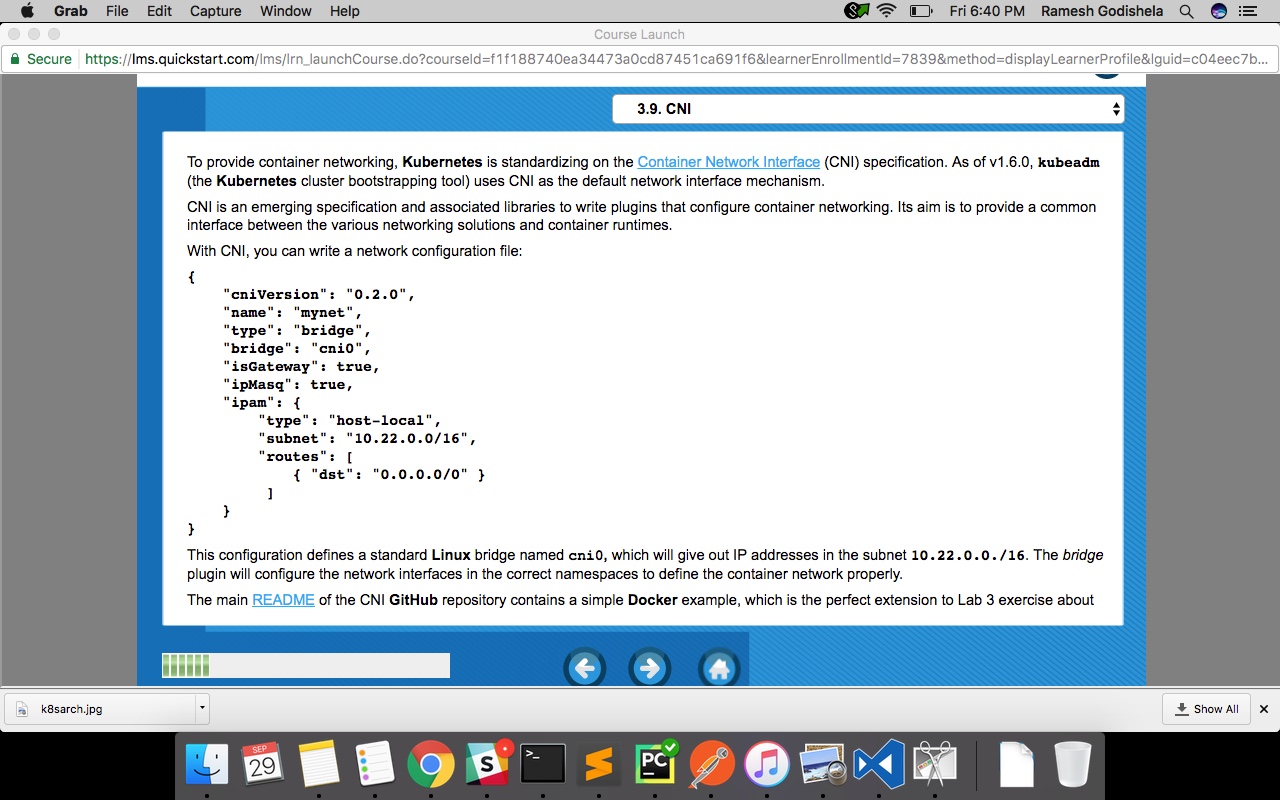 Grab File Edit Capture Window Help Fri 6:40 PM Ramesh Godishela
Course Launch
Secure https://lms.quickstart.com/lms/lrn_launchCourse.do?courseId=f1f188740ea34473a0cd87451ca691f6&learnerEnrollmentId=7839&method=displayLearnerProfile&lguid=c04eec7b...
3.9. CNI
To provide container networking, Kubernetes is standardizing on the Container Network Interface (CNI) specification. As of v1.6.0, kubeadm
(the Kubernetes cluster bootstrapping tool) uses CNI as the default network interface mechanism.
CNI is an emerging specification and associated libraries to write plugins that configure container networking. Its aim is to provide a common
interface between the various networking solutions and container runtimes.
With CNI, you can write a network configuration file:
{
"cniVersion": "0.2.0",
"name": "mynet",
"type": "bridge",
"bridge": "cni0",
"isGateway": true,
"ipMasq": true,
"ipam": {
"type": "host-local",
"subnet": "10.22.0.0/16",
"routes": [
{ "dst": "0.0.0.0/0" }
]
}
}
This configuration defines a standard Linux bridge named cni0, which will give out IP addresses in the subnet 10.22.0.0./16. The bridge
plugin will configure the network interfaces in the correct namespaces to define the container network properly.
The main README of the CNI GitHub repository contains a simple Docker example, which is the perfect extension to Lab 3 exercise about
k8sarch.jpg
Show All
SEP
29
S
>_
PC